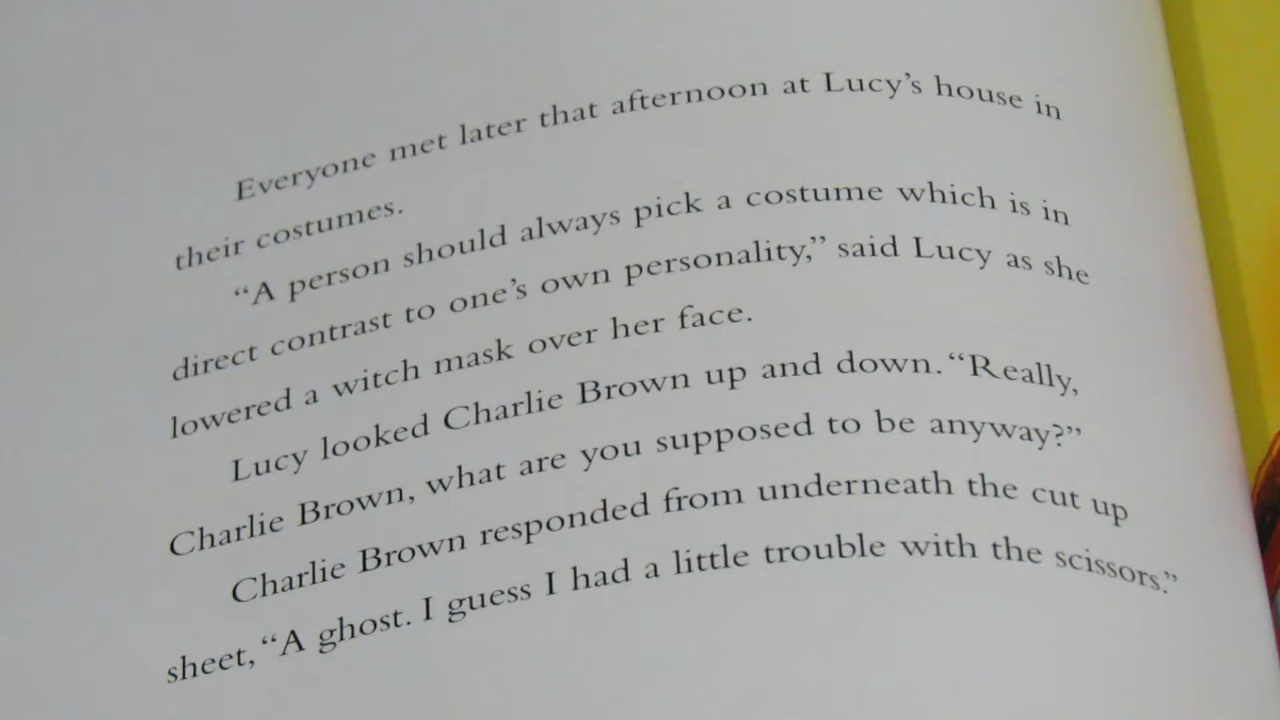 Everyone met later that afternoon at Lucy’s house in
their costumes.
“A person should always pick a costume which is in
direct contrast to one’s own personality,” said Lucy as she
lowered a witch mask over her face.
Lucy looked Charlie Brown up and down. “Really,
Charlie Brown, what are you supposed to be anyway?”
Charlie Brown responded from underneath the cut up
sheet, “A ghost. I guess I had a little trouble with the scissors.”